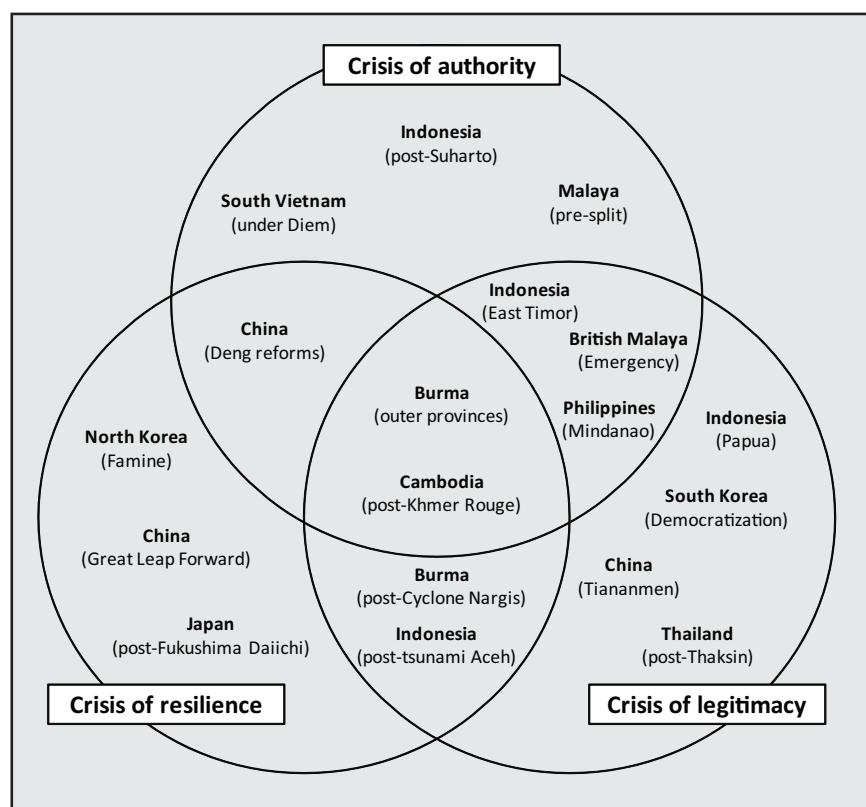 Crisis of authority
Indonesia
(post-Suharto)
Malaya
(pre-split)
South Vietnam
(under Diem)
Indonesia
(East Timor)
China
(Deng reforms)
British Malaya
(Emergency)
Burma
(outer provinces)
Philippines
(Mindanao)
Indonesia
(Papua)
North Korea
(Famine)
Cambodia
(post-Khmer Rouge)
South Korea
(Democratization)
China
(Great Leap Forward)
Burma
(post-Cyclone Nargis)
China
(Tiananmen)
Japan
(post-Fukushima Daiichi)
Indonesia
(post-tsunami Aceh)
Thailand
(post-Thaksin)
Crisis of resilience
Crisis of legitimacy